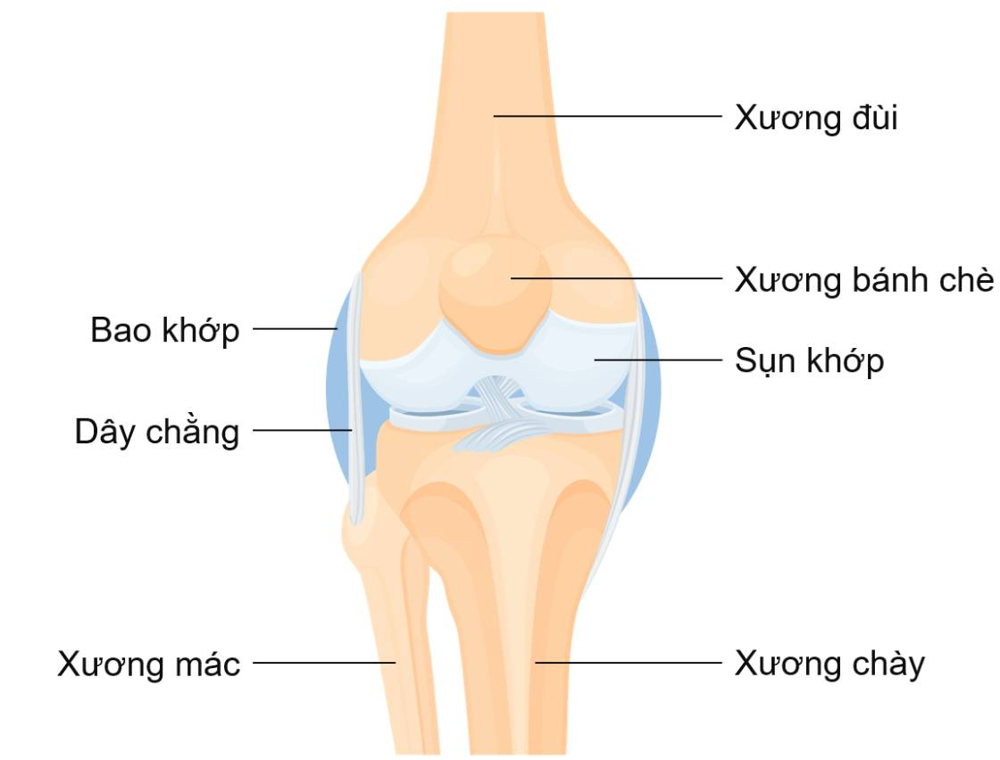 Xương đùi
Xương bánh chè
Bao khớp
Sụn khớp
Dây chằng
Xương mác
Xương chày